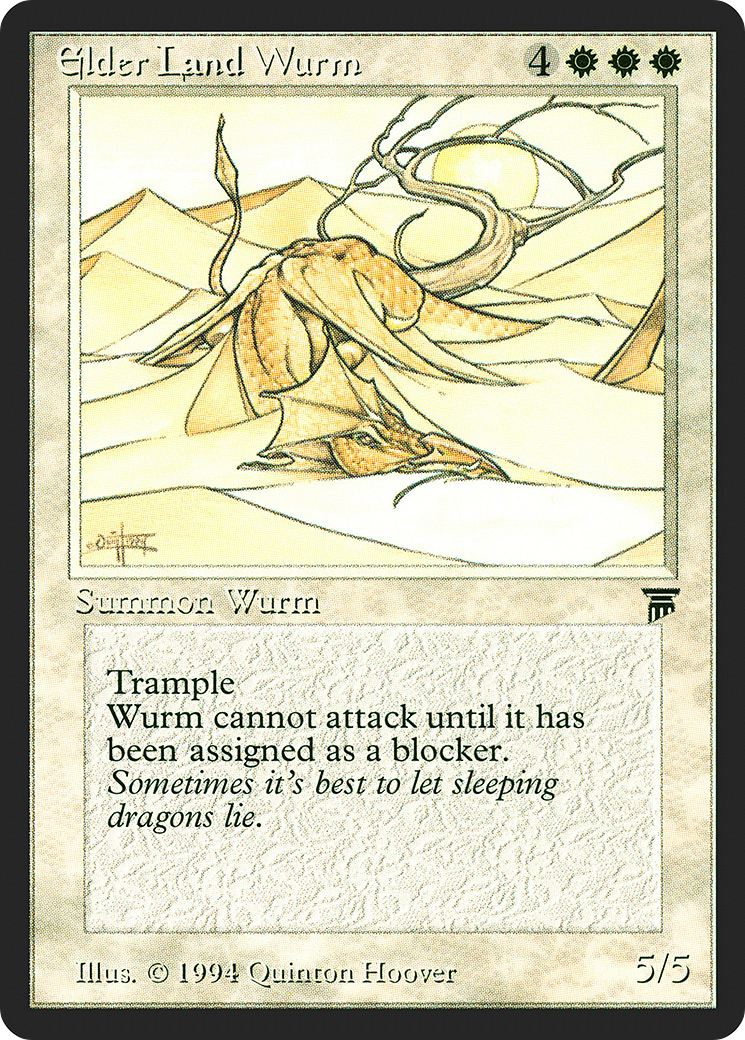 Elder Land Wurm 4
Summon Wurm
Trample
Wurm cannot attack until it has
been assigned as a blocker.
Sometimes it's best to let sleeping
dragons lie.
Illus. © 1994 Quinton Hoover 5/5